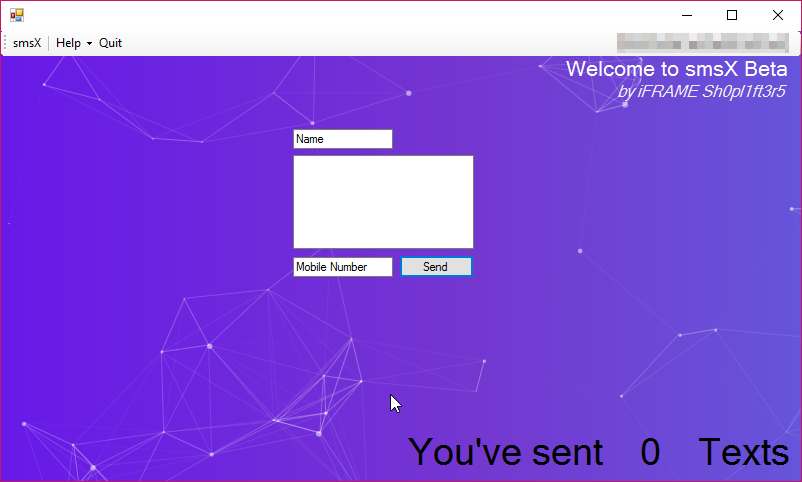 smsX Help Quit
Welcome to smsX Beta
by iFRAME Sh0pl1ft3r5
Name
Mobile Number Send
You've sent 0 Texts